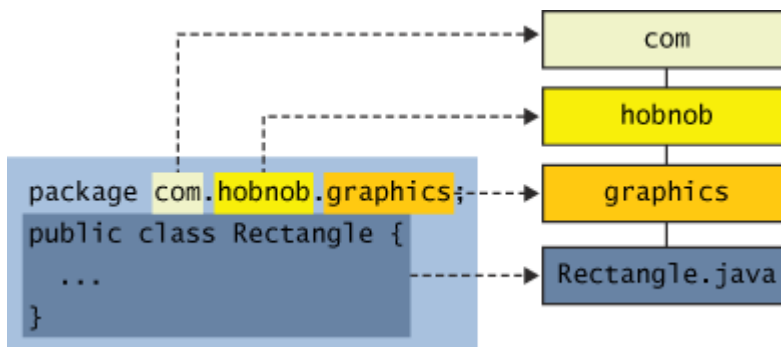 com
hobnob
package com.hobnob.graphics;
graphics
public class Rectangle {
...
}
Rectangle.java